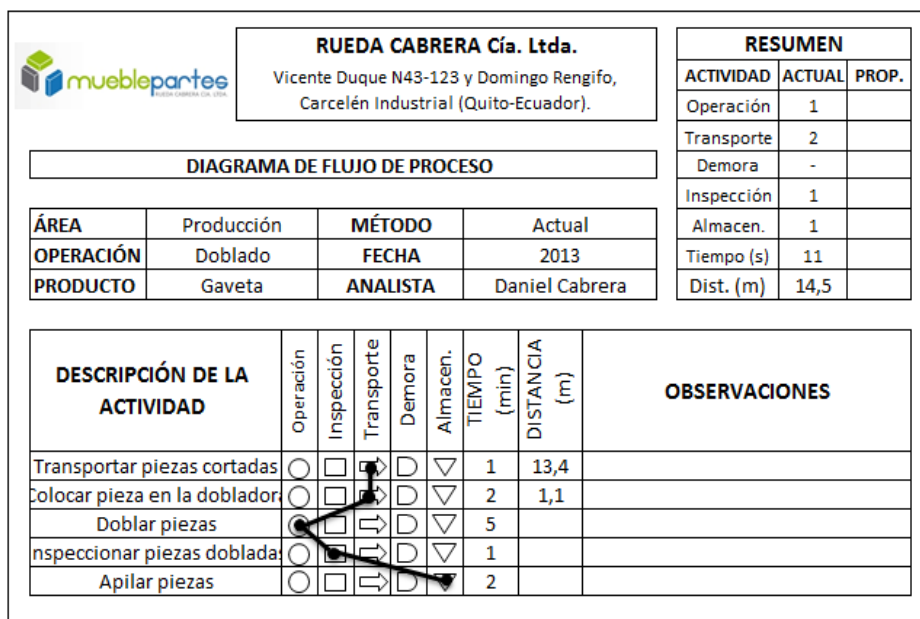 mueblepartes
RUEDA CABRERA CIA. LTDA.
RUEDA CABRERA Cía. Ltda.
Vicente Duque N43-123 y Domingo Rengifo,
Carcelén Industrial (Quito-Ecuador).
DIAGRAMA DE FLUJO DE PROCESO
ÁREA Producción MÉTODO Actual
OPERACIÓN Doblado FECHA 2013
PRODUCTO Gaveta ANALISTA Daniel Cabrera
RESUMEN
ACTIVIDAD ACTUAL PROP.
Operación 1
Transporte 2
Demora -
Inspección 1
Almacen. 1
Tiempo (s) 11
Dist. (m) 14,5
DESCRIPCIÓN DE LA
ACTIVIDAD
Operación
Inspección
Transporte
Demora
Almacen.
TIEMPO
(min)
DISTANCIA
(m)
OBSERVACIONES
Transportar piezas cortadas 1 13,4
Colocar pieza en la dobladora 2 1,1
Doblar piezas 5
nspeccionar piezas dobladas 1
Apilar piezas 2